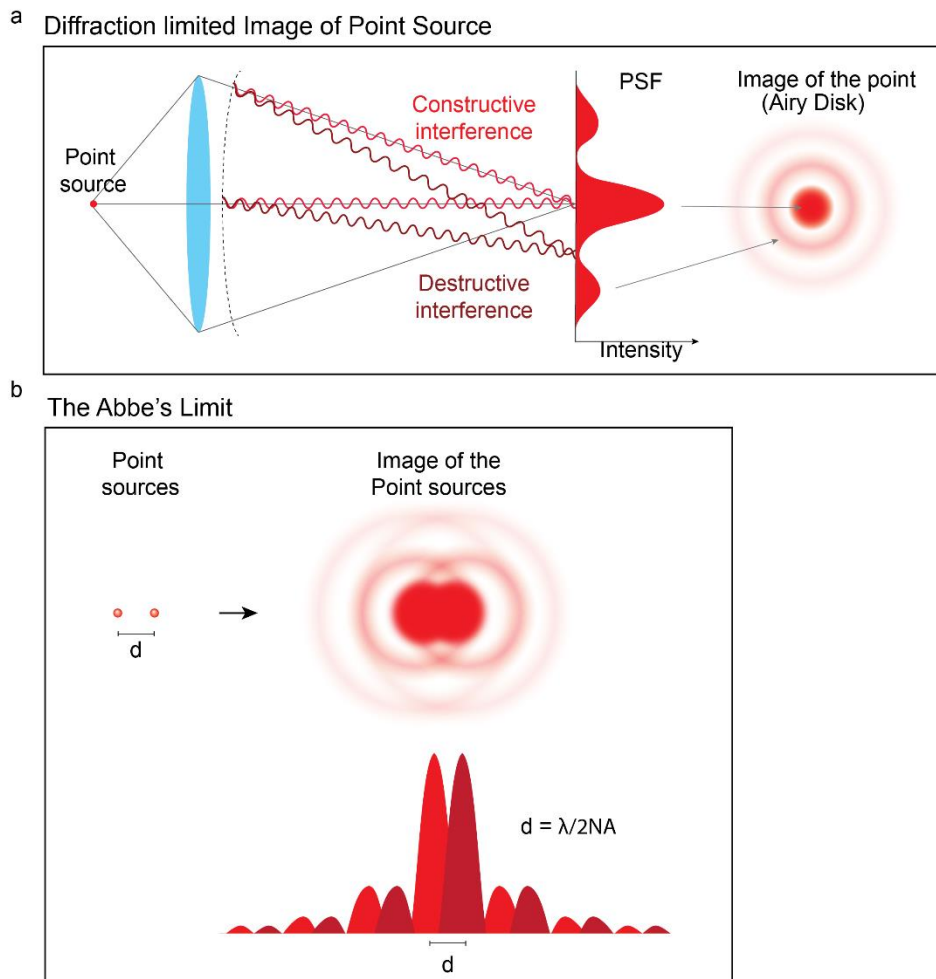 a
Diffraction limited Image of Point Source
Point
source
Constructive
interference
Destructive
interference
PSF
Intensity
Image of the point
(Airy Disk)
b
The Abbe’s Limit
Point
sources
Image of the
Point sources
d
d = λ/2NA
d